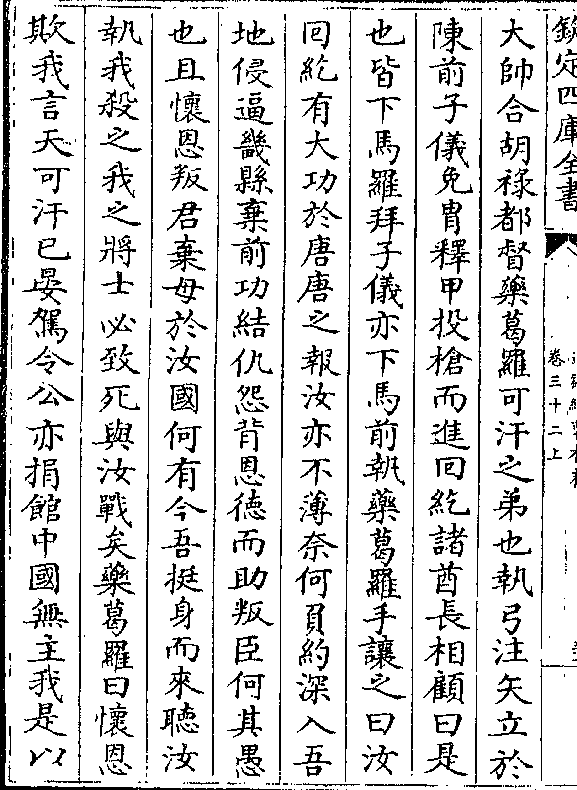 欽定四庫全書
卷三十二上
大帥合胡祿都督藥葛羅可汗之弟也執弓注矢立於
陳前子儀免冑釋甲投槍而進回紇諸酋長相顧曰是
也皆下馬羅拜子儀亦下馬前執藥葛羅手讓之曰汝
回紇有大功於唐唐之報汝亦不薄奈何負約深入吾
地侵逼畿縣棄前功結仇怨背恩德而助叛臣何其愚
也且懷恩叛君棄母於汝國何有今吾挺身而來聽汝
執我殺之我之將士必致死與汝戰矣藥葛羅曰懷恩
欺我言天可汗已晏駕令公亦捐館中國無主我是以